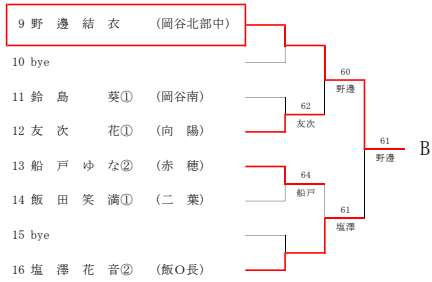 9 野 邊 結 衣 (岡谷北部中)
10 bye
11 鈴 島 葵① (岡谷南)
12 友 次 花① (向 陽)
13 船 戸 ゆ な② (赤 穂)
14 飯 田 笑 満① (二 葉)
15 bye
16 塩 澤 花 音② (飯O長)
62
友次
64
船戸
60
野邊
61
塩澤
61
野邊
B